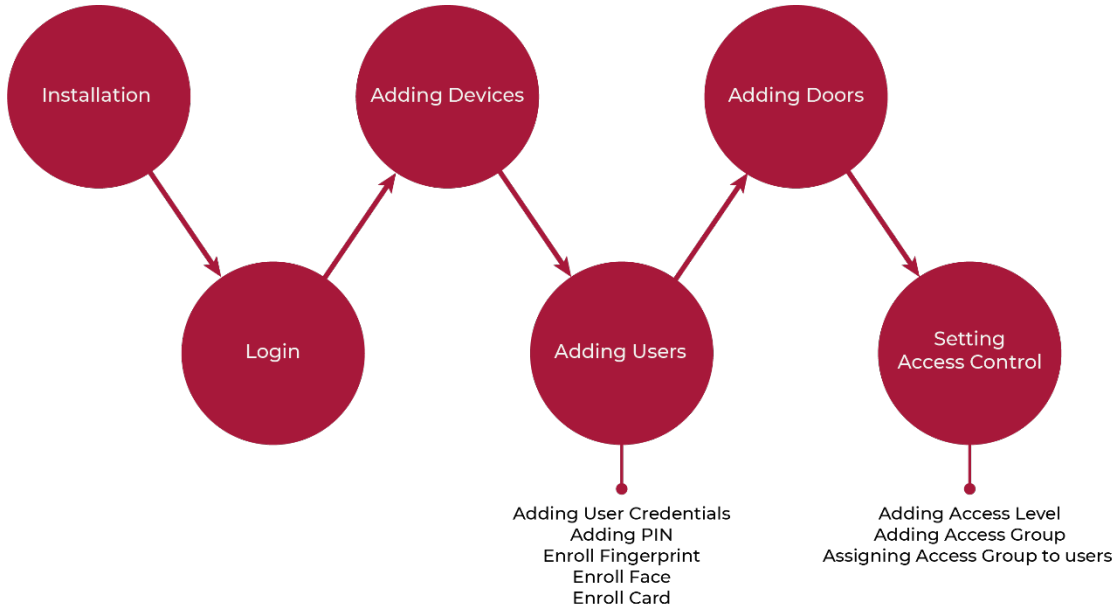 Installation
Login
Adding Devices
Adding Users
Adding User Credentials
Adding PIN
Enroll Fingerprint
Enroll Face
Enroll Card
Adding Doors
Setting
Access Control
Adding Access Level
Adding Access Group
Assigning Access Group to users